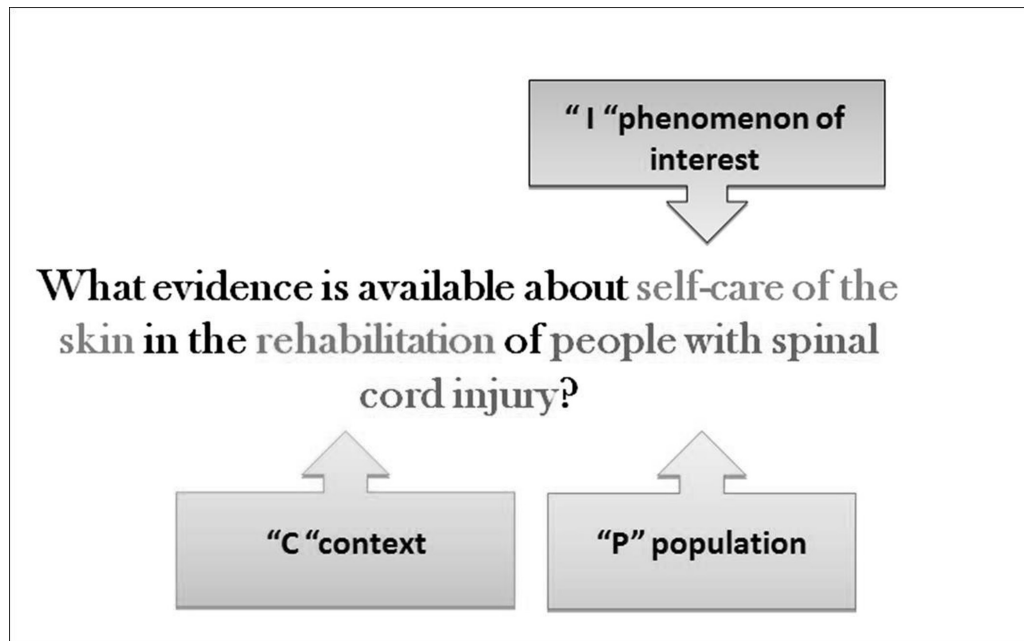 “ I “phenomenon of
interest
What evidence is available about self-care of the
skin in the rehabilitation of people with spinal
cord injury?
“C “context
“P” population